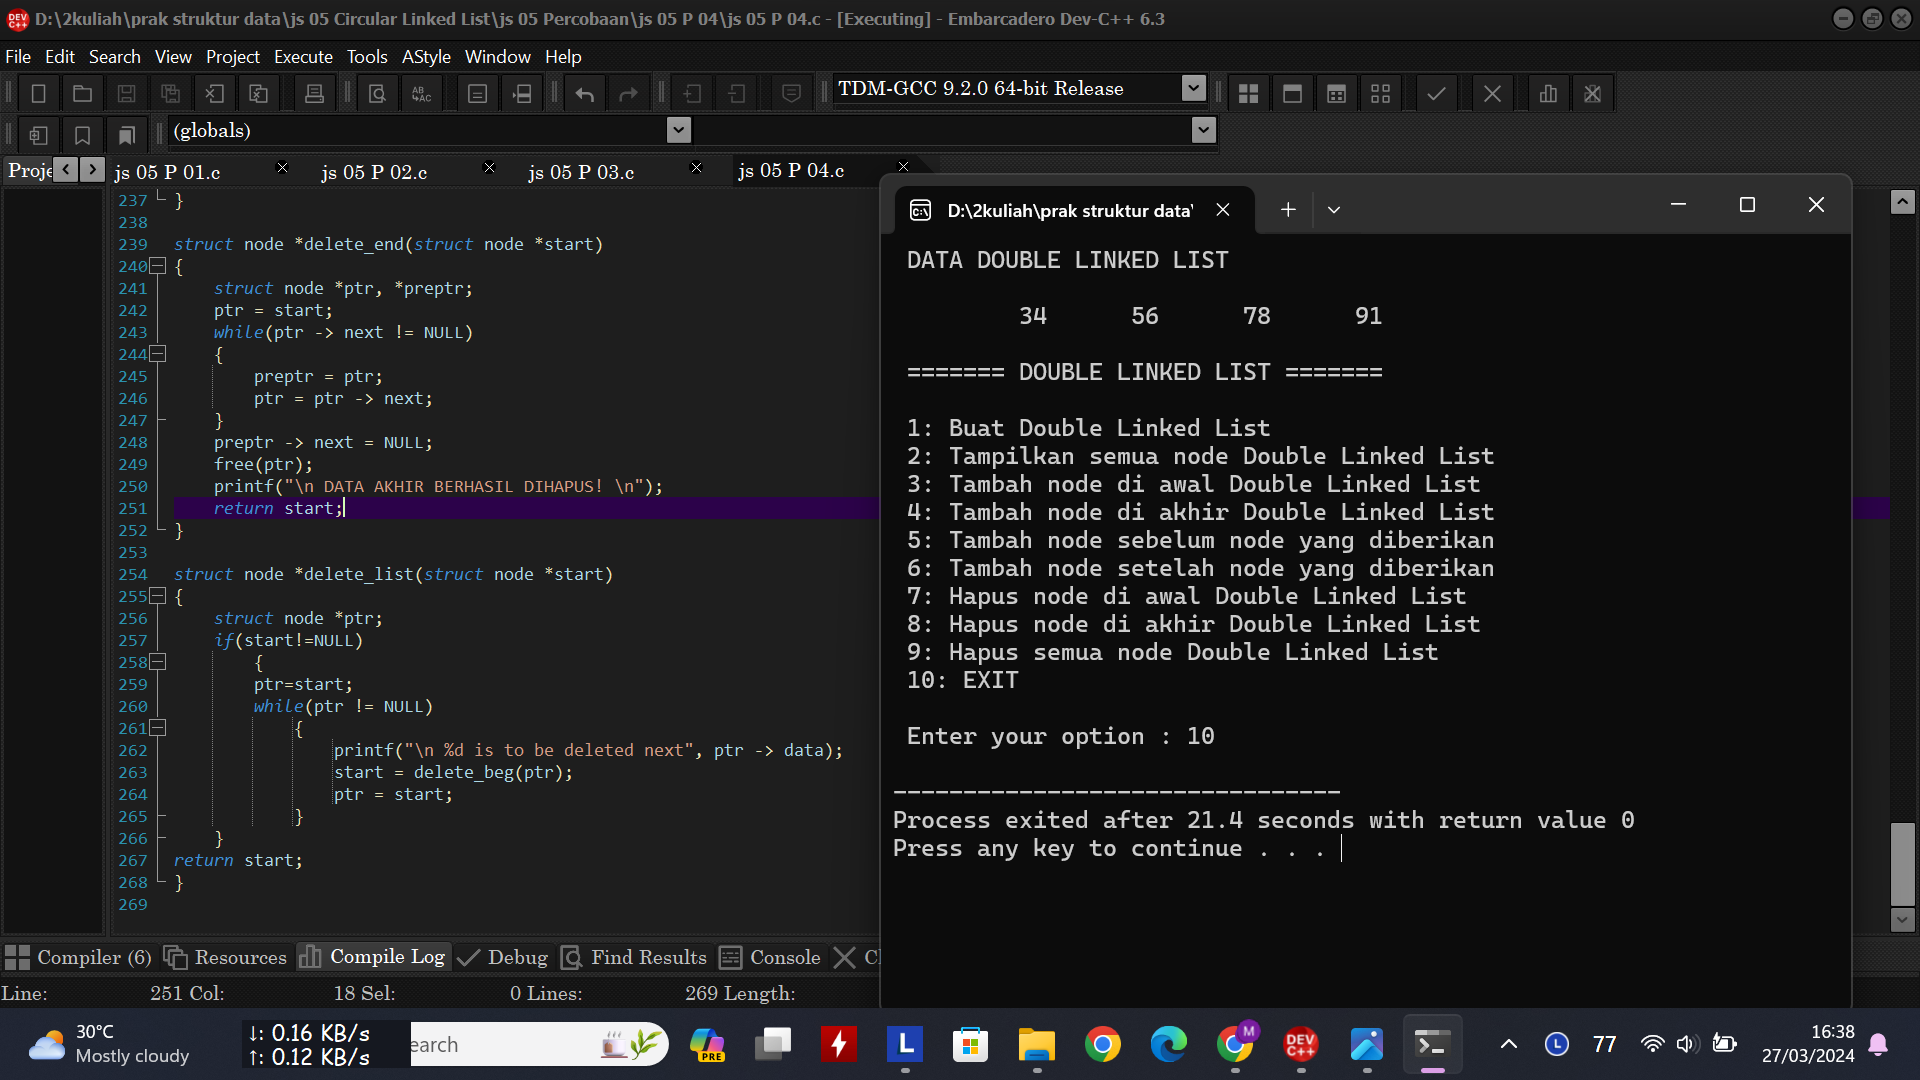 D:\2kuliah\prak struktur data\js 05 Circular Linked List\js 05 Percobaan\js 05 P 04\js 05 P 04.c - [Executing] - Embarcadero Dev-C++ 6.3
File Edit Search View Project Execute Tools AStyle Window Help
TDM-GCC 9.2.0 64-bit Release
(globals)
Proje
js 05 P 01.c
js 05 P 02.c
js 05 P 03.c
js 05 P 04.c
237 }
238
239 struct node *delete_end(struct node *start)
240 {
241 struct node *ptr, *preptr;
242 ptr = start;
243 while(ptr -> next != NULL)
244 {
245 preptr = ptr;
246 ptr = ptr -> next;
247 }
248 preptr -> next = NULL;
249 free(ptr);
250 printf("\n DATA AKHIR BERHASIL DIHAPUS! \n");
251 return start;
252 }
253
254 struct node *delete_list(struct node *start)
255 {
256 struct node *ptr;
257 if(start!=NULL)
258 {
259 ptr=start;
260 while(ptr != NULL)
261 {
262 printf("\n %d is to be deleted next", ptr -> data);
263 start = delete_beg(ptr);
264 ptr = start;
265 }
266 }
267 return start;
268 }
269
D:\2kuliah\prak struktur data\
DATA DOUBLE LINKED LIST
34 56 78 91
======= DOUBLE LINKED LIST =======
1: Buat Double Linked List
2: Tampilkan semua node Double Linked List
3: Tambah node di awal Double Linked List
4: Tambah node di akhir Double Linked List
5: Tambah node sebelum node yang diberikan
6: Tambah node setelah node yang diberikan
7: Hapus node di awal Double Linked List
8: Hapus node di akhir Double Linked List
9: Hapus semua node Double Linked List
10: EXIT
Enter your option : 10
--------------------------------
Process exited after 21.4 seconds with return value 0
Press any key to continue . . .
Compiler (6) Resources Compile Log Debug Find Results Console
Line: 251 Col: 18 Sel: 0 Lines: 269 Length:
30°C
Mostly cloudy
↓: 0.16 KB/s
↑: 0.12 KB/s
earch
PRE
L
M
DEV C++
L
77
16:38
27/03/2024